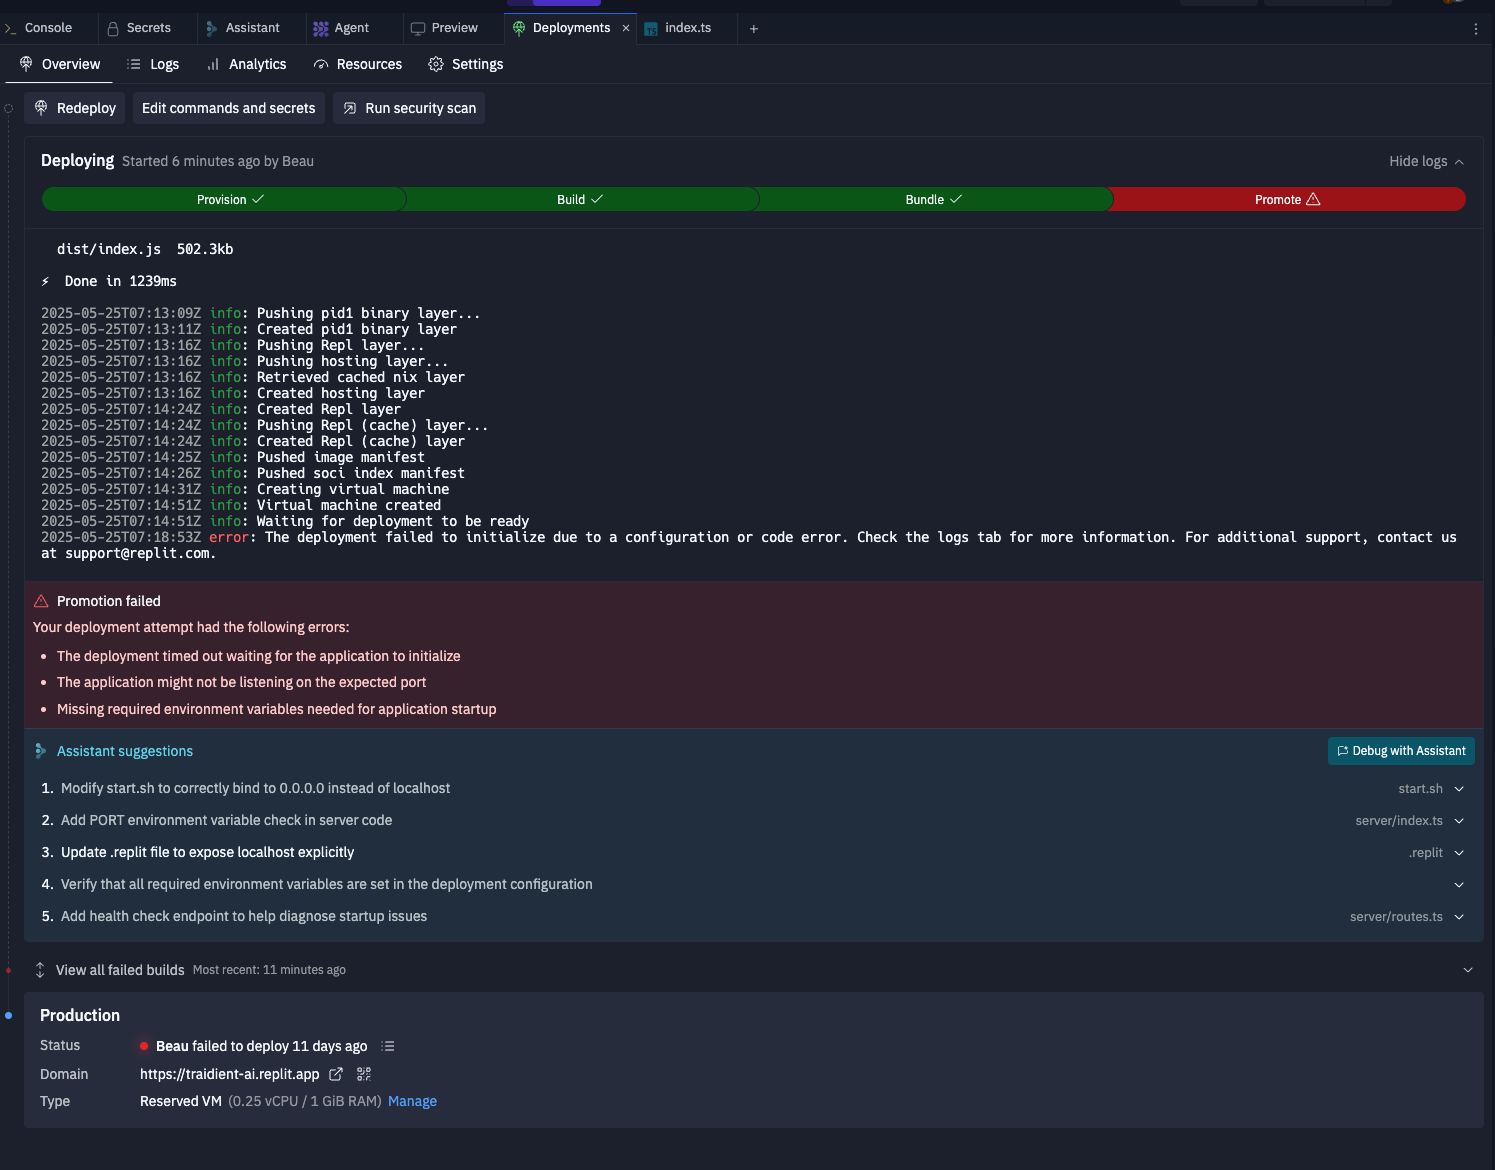 Console
Secrets
Assistant
Agent
Preview
Deployments
TS index.ts
Overview
Logs
Analytics
Resources
Settings
Redeploy
Edit commands and secrets
Run security scan
Deploying Started 6 minutes ago by Beau
Hide logs
Provision
Build
Bundle
Promote
dist/index.js 502.3kb
⚡ Done in 1239ms
2025-05-25T07:13:09Z info: Pushing pid1 binary layer...
2025-05-25T07:13:11Z info: Created pid1 binary layer
2025-05-25T07:13:16Z info: Pushing Repl layer...
2025-05-25T07:13:16Z info: Pushing hosting layer...
2025-05-25T07:13:16Z info: Retrieved cached nix layer
2025-05-25T07:13:16Z info: Created hosting layer
2025-05-25T07:14:24Z info: Created Repl layer
2025-05-25T07:14:24Z info: Pushing Repl (cache) layer...
2025-05-25T07:14:24Z info: Created Repl (cache) layer
2025-05-25T07:14:25Z info: Pushed image manifest
2025-05-25T07:14:26Z info: Pushed soci index manifest
2025-05-25T07:14:31Z info: Creating virtual machine
2025-05-25T07:14:51Z info: Virtual machine created
2025-05-25T07:14:51Z info: Waiting for deployment to be ready
2025-05-25T07:18:53Z error: The deployment failed to initialize due to a configuration or code error. Check the logs tab for more information. For additional support, contact us
at support@replit.com.
Promotion failed
Your deployment attempt had the following errors:
• The deployment timed out waiting for the application to initialize
• The application might not be listening on the expected port
• Missing required environment variables needed for application startup
Assistant suggestions
Debug with Assistant
1. Modify start.sh to correctly bind to 0.0.0.0 instead of localhost
start.sh
2. Add PORT environment variable check in server code
server/index.ts
3. Update .replit file to expose localhost explicitly
.replit
4. Verify that all required environment variables are set in the deployment configuration
5. Add health check endpoint to help diagnose startup issues
server/routes.ts
View all failed builds Most recent: 11 minutes ago
Production
Status
Beau failed to deploy 11 days ago
Domain
https://traidient-ai.replit.app
Type
Reserved VM (0.25 vCPU / 1 GiB RAM) Manage